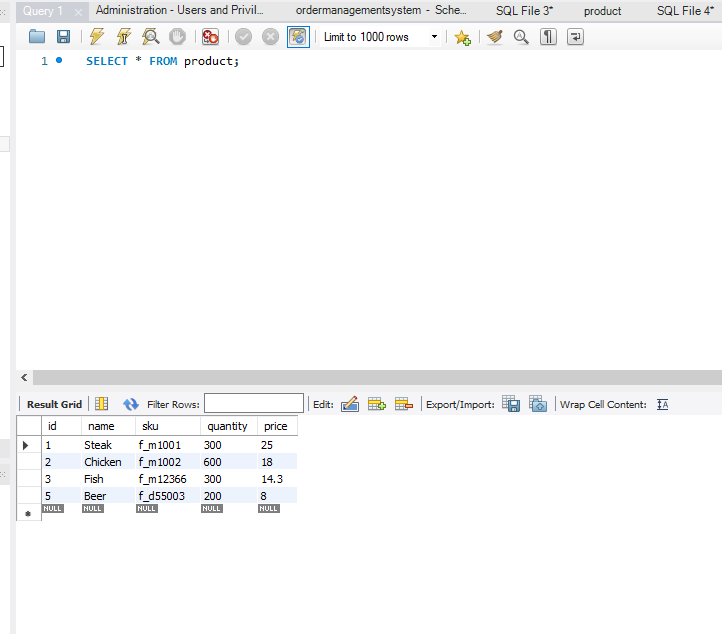 Query 1 Administration - Users and Privil... ordermanagementsystem - Sche... SQL File 3* product SQL File 4*
Limit to 1000 rows
1 SELECT * FROM product;
Result Grid Filter Rows: Edit: Export/Import: Wrap Cell Content:
id name sku quantity price
1 Steak f_m1001 300 25
2 Chicken f_m1002 600 18
3 Fish f_m12366 300 14.3
5 Beer f_d55003 200 8
NULL NULL NULL NULL NULL